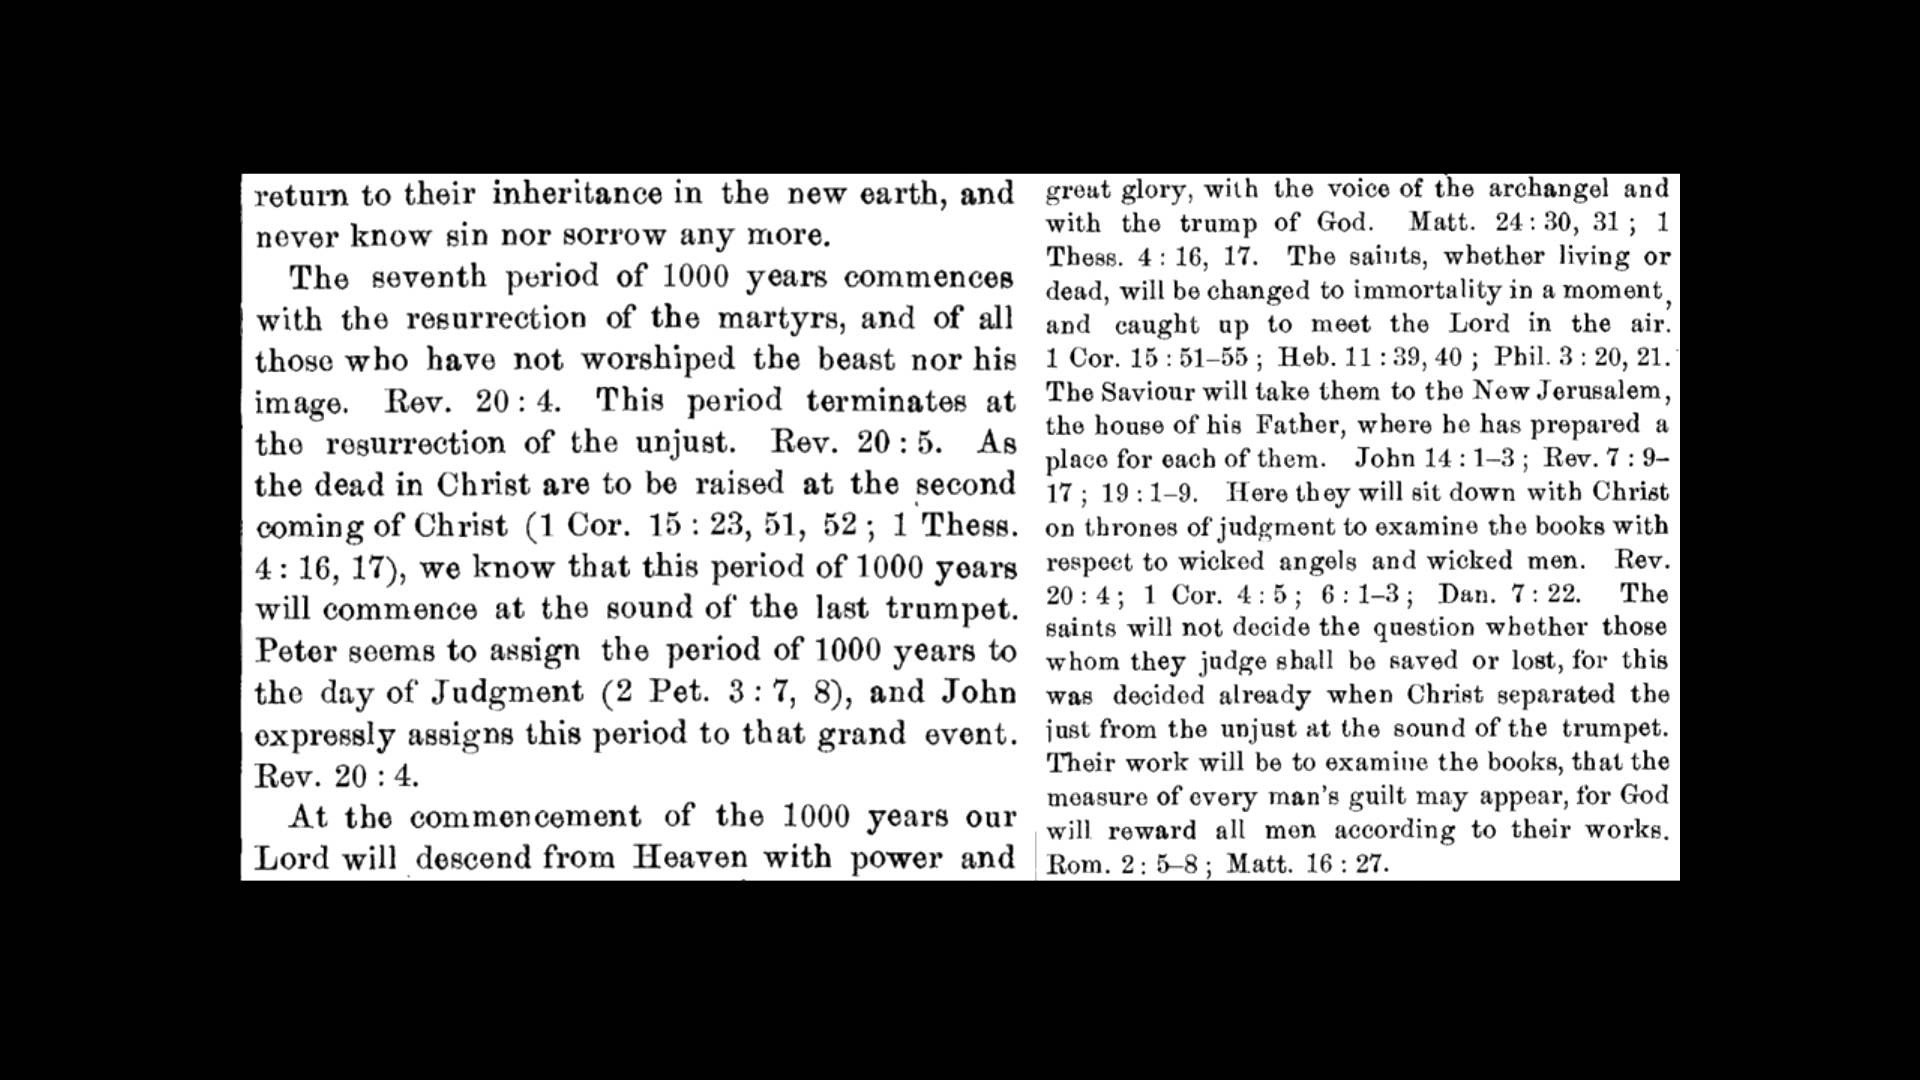 return to their inheritance in the new earth, and
never know sin nor sorrow any more.
The seventh period of 1000 years commences
with the resurrection of the martyrs, and of all
those who have not worshiped the beast nor his
image. Rev. 20 : 4. This period terminates at
the resurrection of the unjust. Rev. 20 : 5. As
the dead in Christ are to be raised at the second
coming of Christ (1 Cor. 15 : 23, 51, 52 ; 1 Thess.
4 : 16, 17), we know that this period of 1000 years
will commence at the sound of the last trumpet.
Peter seems to assign the period of 1000 years to
the day of Judgment (2 Pet. 3 : 7, 8), and John
expressly assigns this period to that grand event.
Rev. 20 : 4.
At the commencement of the 1000 years our
Lord will descend from Heaven with power and
great glory, with the voice of the archangel and
with the trump of God. Matt. 24 : 30, 31 ; 1
Thess. 4 : 16, 17. The saints, whether living or
dead, will be changed to immortality in a moment,
and caught up to meet the Lord in the air.
1 Cor. 15 : 51–55 ; Heb. 11 : 39, 40 ; Phil. 3 : 20, 21.
The Saviour will take them to the New Jerusalem,
the house of his Father, where he has prepared a
place for each of them. John 14 : 1–3 ; Rev. 7 : 9–
17 ; 19 : 1–9. Here they will sit down with Christ
on thrones of judgment to examine the books with
respect to wicked angels and wicked men. Rev.
20 : 4 ; 1 Cor. 4 : 5 ; 6 : 1–3 ; Dan. 7 : 22. The
saints will not decide the question whether those
whom they judge shall be saved or lost, for this
was decided already when Christ separated the
just from the unjust at the sound of the trumpet.
Their work will be to examine the books, that the
measure of every man's guilt may appear, for God
will reward all men according to their works.
Rom. 2 : 5–8 ; Matt. 16 : 27.